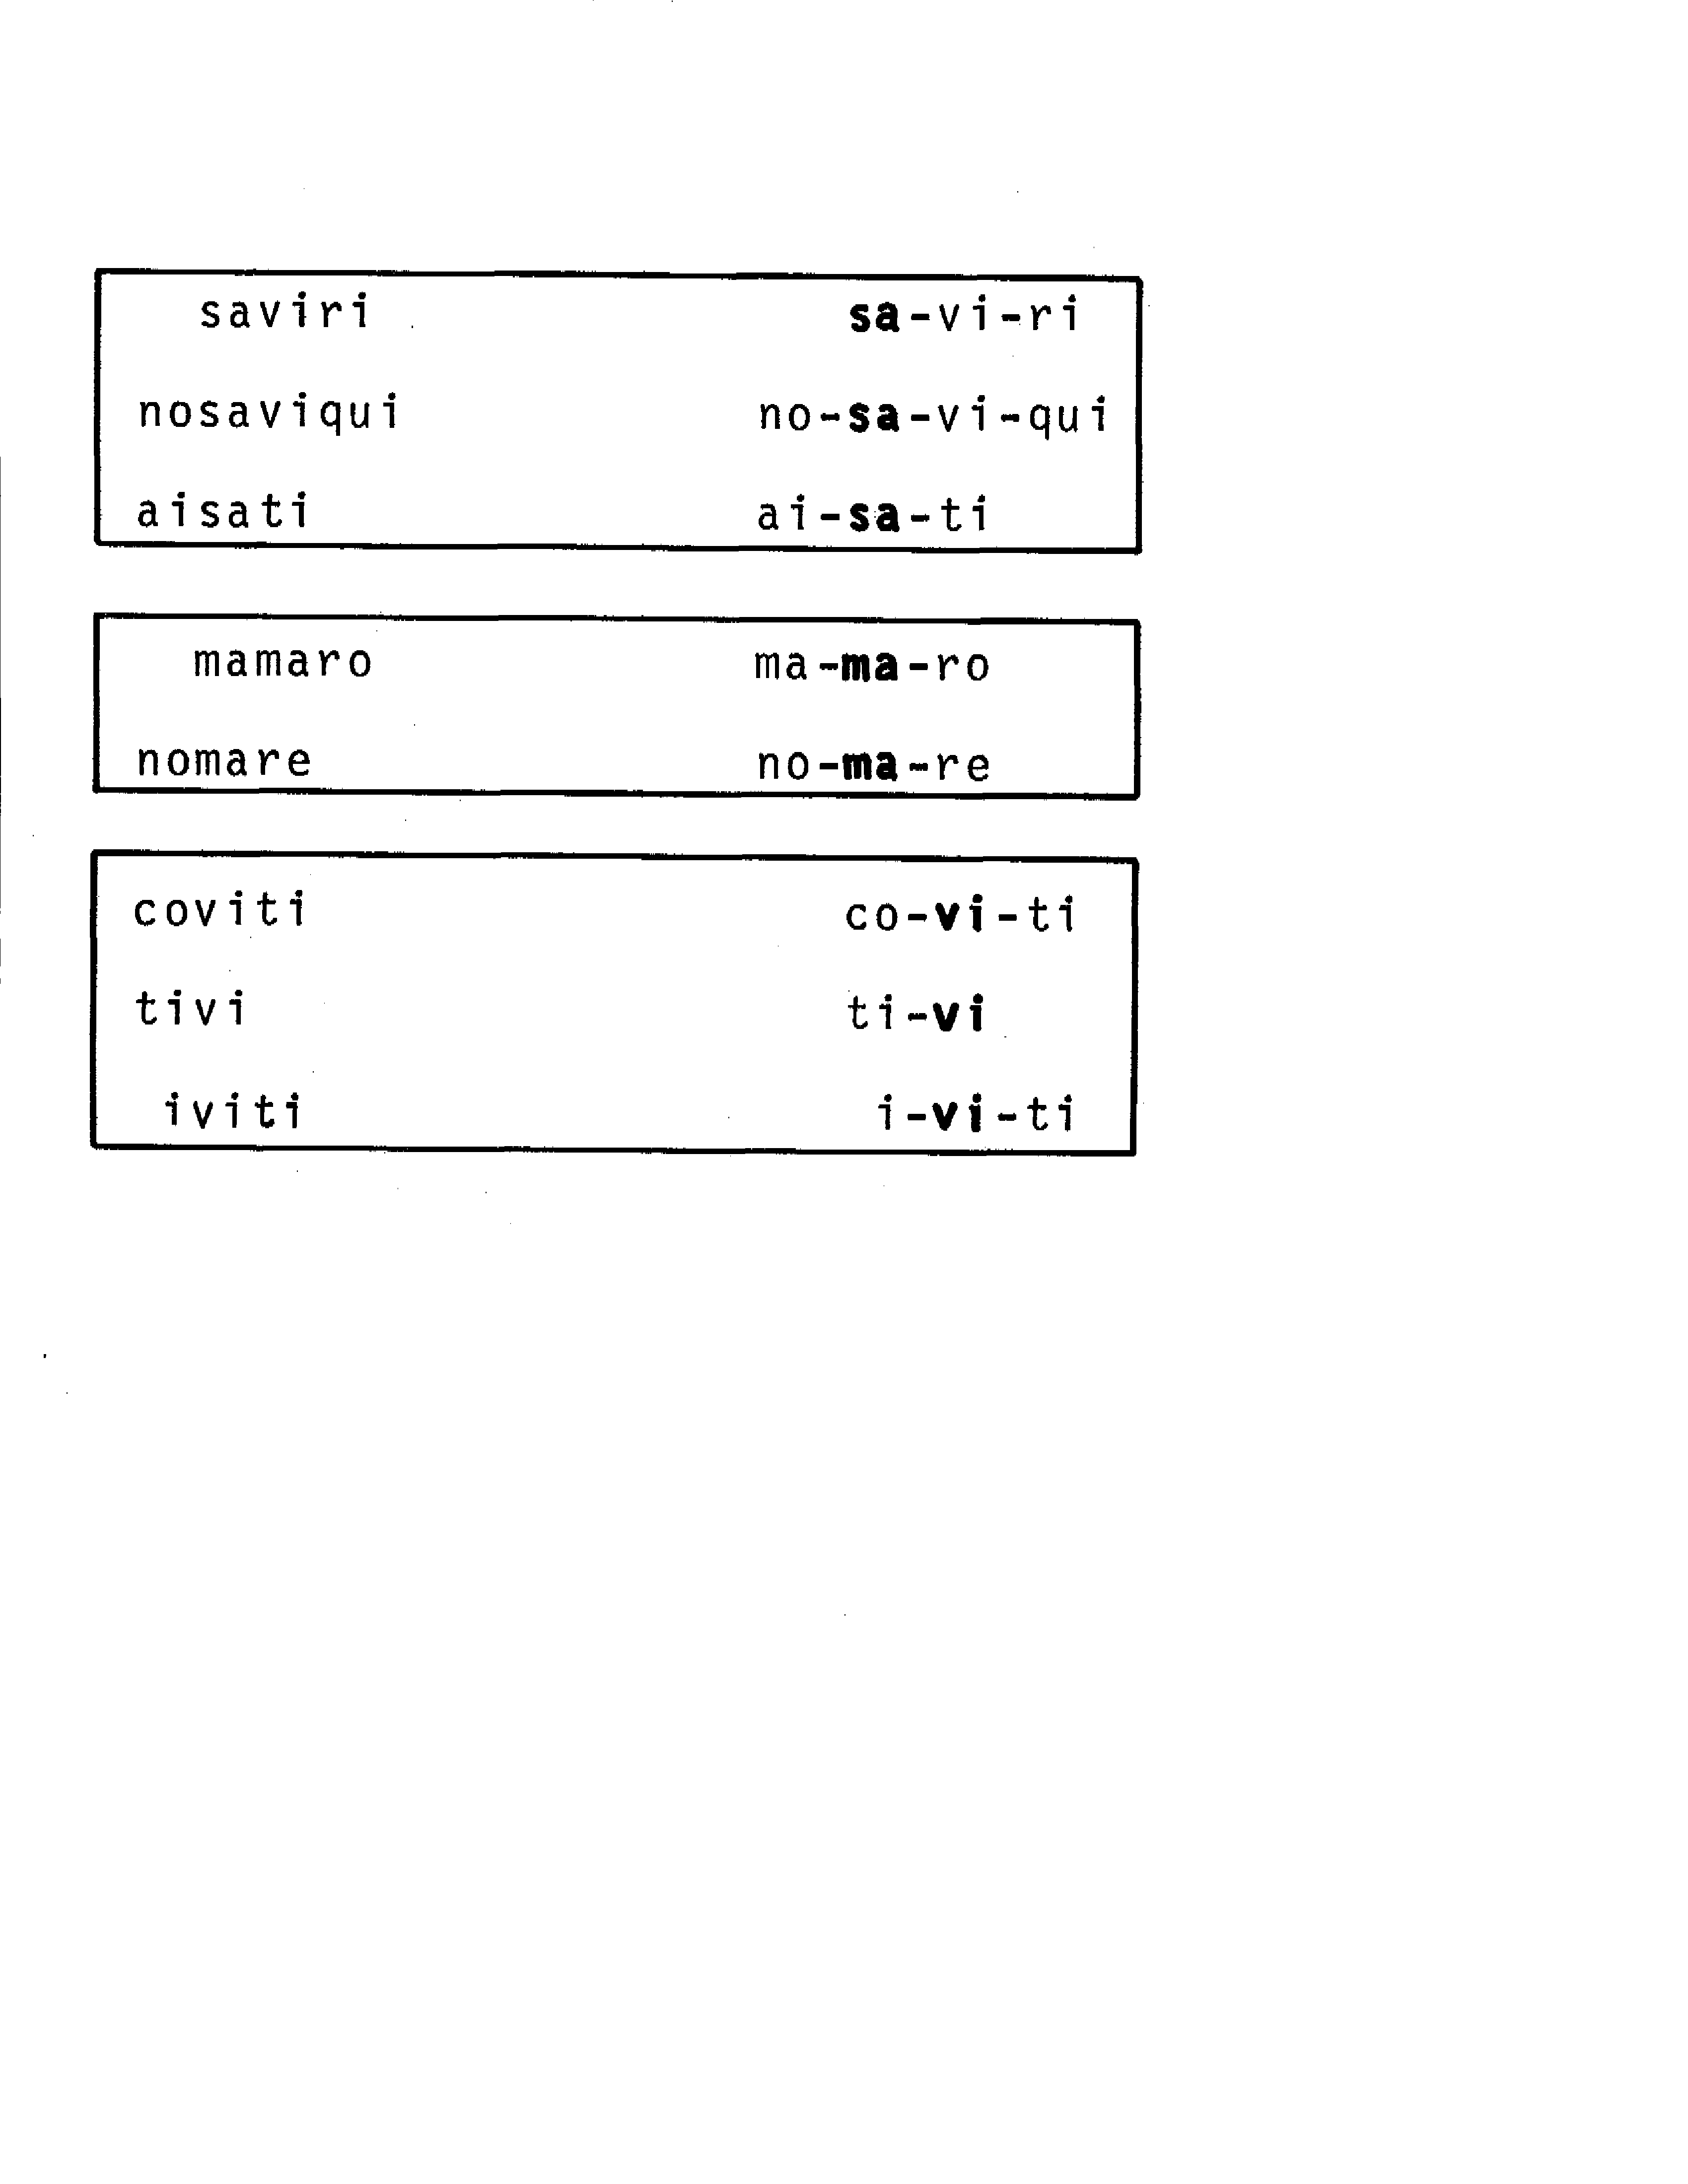 saviri sa-vi-ri
nosaviqui no-sa-vi-qui
aisati ai-sa-ti
mamaro ma-ma-ro
nomare no-ma-re
coviti co-vi-ti
tivi ti-vi
iviti i-vi-ti